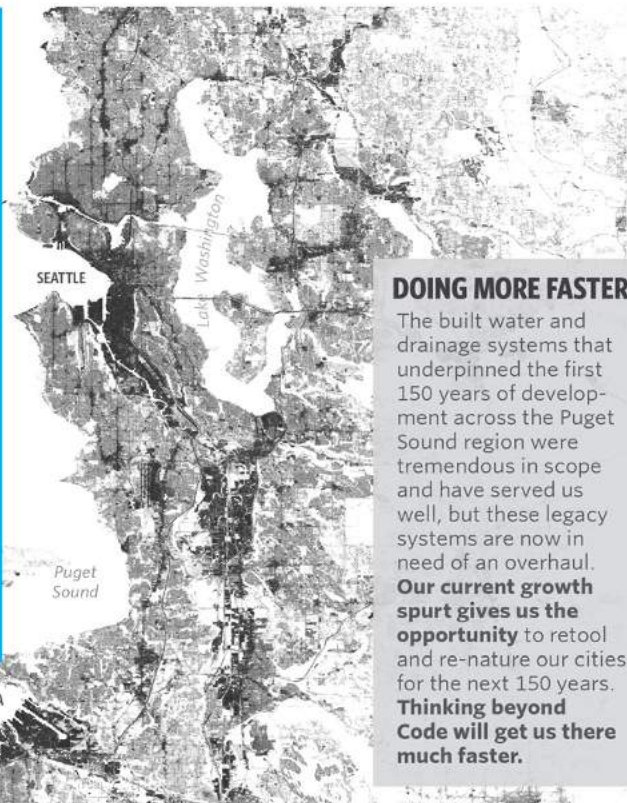 Lake Washington
SEATTLE
DOING MORE FASTER
The built water and
drainage systems that
underpinned the first
150 years of develop-
ment across the Puget
Sound region were
tremendous in scope
and have served us
well, but these legacy
systems are now in
need of an overhaul.
Our current growth
spurt gives us the
opportunity to retool
and re-nature our cities
for the next 150 years.
Thinking beyond
Code will get us there
much faster.
Puget
Sound